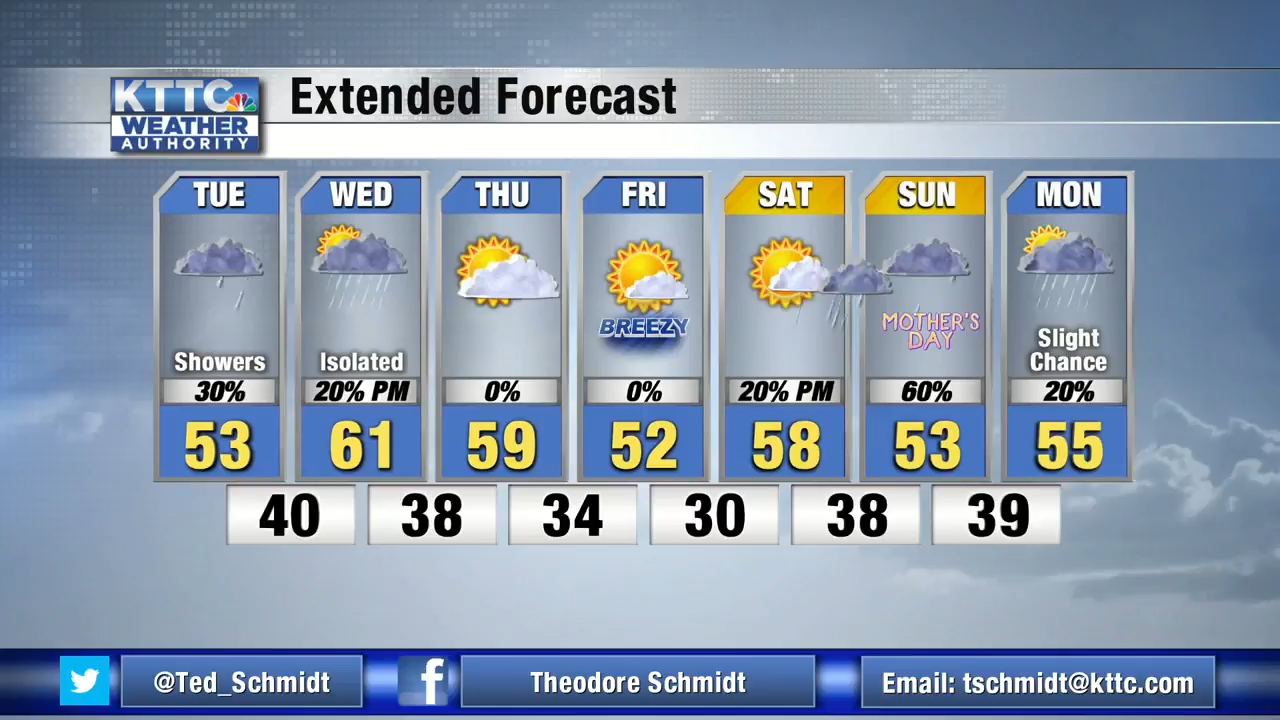 KTTC
WEATHER
AUTHORITY
Extended Forecast
TUE WED THU FRI SAT SUN MON
BREEZY
MOTHER'S
DAY
Showers Isolated Slight
Chance
30% 20% PM 0% 0% 20% PM 60% 20%
53 61 59 52 58 53 55
40 38 34 30 38 39
@Ted_Schmidt Theodore Schmidt Email: tschmidt@kttc.com